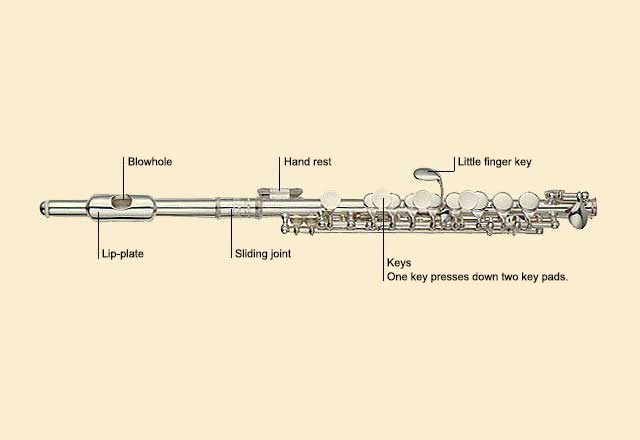 Blowhole
Hand rest
Little finger key
Lip-plate
Sliding joint
Keys
One key presses down two key pads.